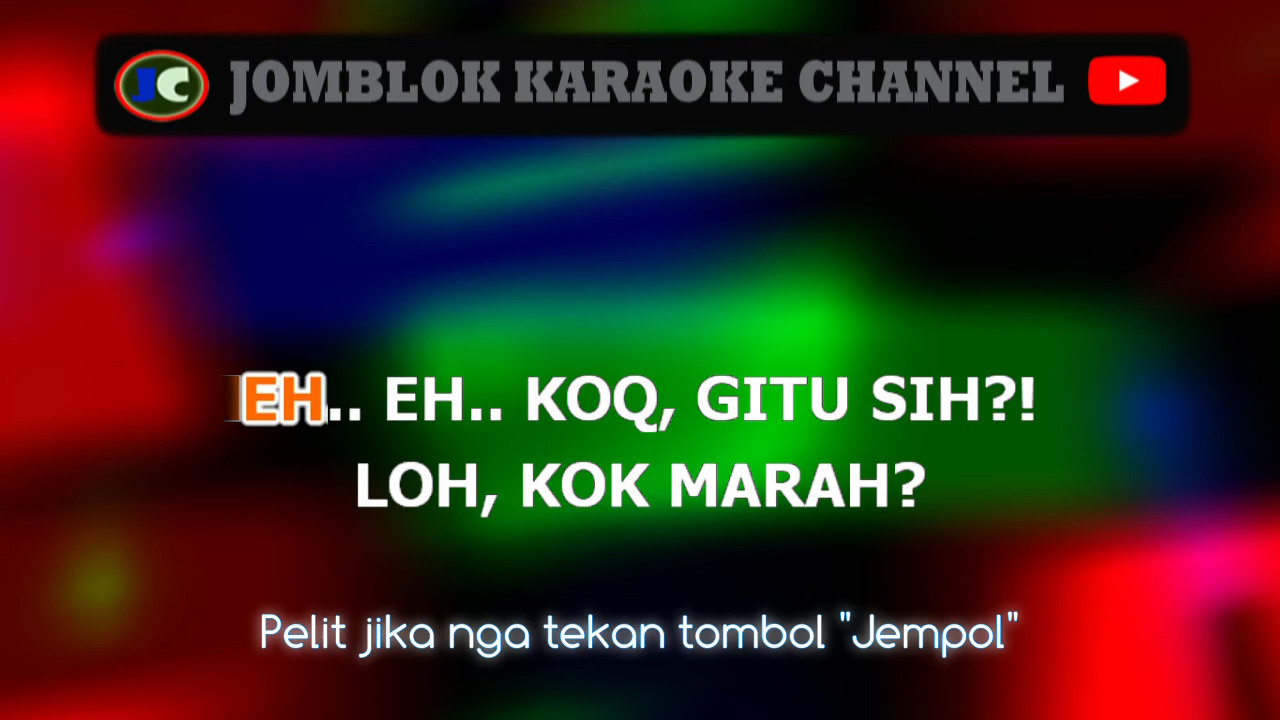 JC JOMBLOK KARAOKE CHANNEL
EH.. EH.. KOQ, GITU SIH?!
LOH, KOK MARAH?
Pelit jika nga tekan tombol "Jempol"